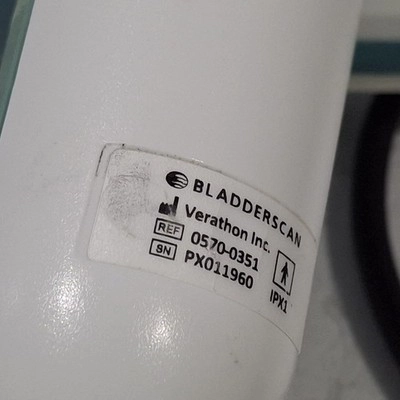 BLADDERSCAN
Verathon Inc.
REF 0570-0351
SN PX011960
IPX1